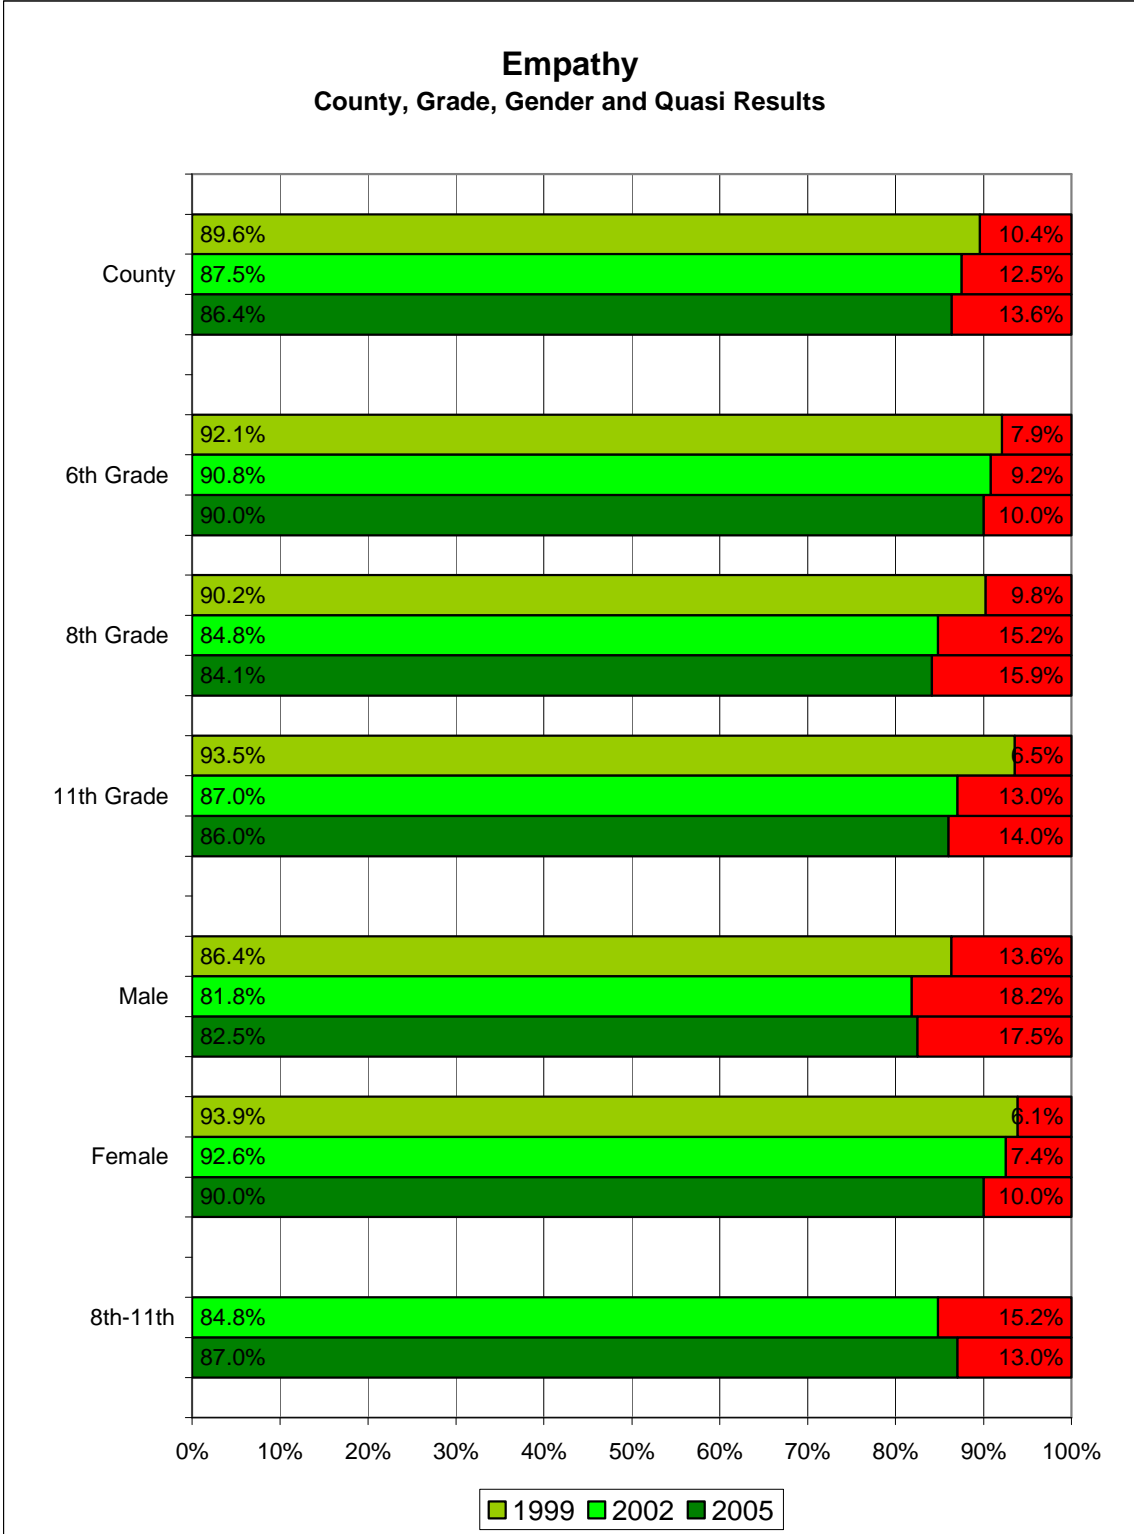 Empathy
County, Grade, Gender and Quasi Results
89.6% 10.4%
County 87.5% 12.5%
86.4% 13.6%
92.1% 7.9%
6th Grade 90.8% 9.2%
90.0% 10.0%
90.2% 9.8%
8th Grade 84.8% 15.2%
84.1% 15.9%
93.5% 6.5%
11th Grade 87.0% 13.0%
86.0% 14.0%
86.4% 13.6%
Male 81.8% 18.2%
82.5% 17.5%
93.9% 6.1%
Female 92.6% 7.4%
90.0% 10.0%
8th-11th 84.8% 15.2%
87.0% 13.0%
0% 10% 20% 30% 40% 50% 60% 70% 80% 90% 100%
1999 2002 2005